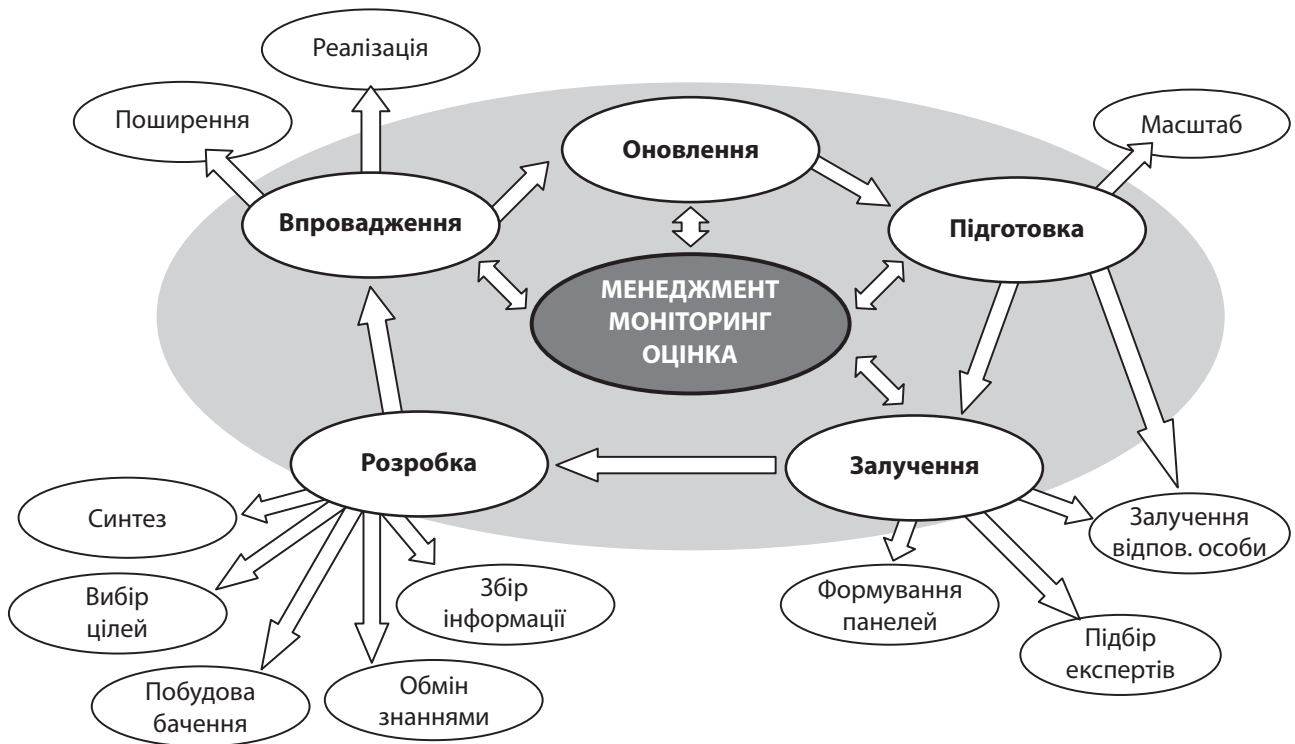 Реалізація
Поширення
Масштаб
Оновлення
Впровадження
Підготовка
МЕНЕДЖМЕНТ
МОНІТОРИНГ
ОЦІНКА
Розробка
Залучення
Синтез
Залучення
відпов. особи
Вибір
цілей
Збір
інформації
Формування
панелей
Підбір
експертів
Побудова
бачення
Обмін
знаннями